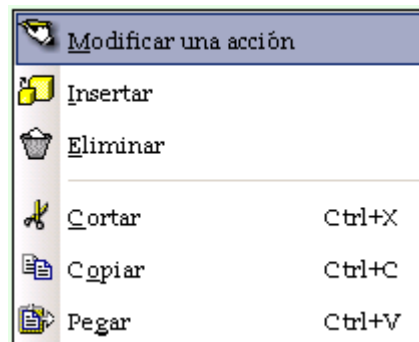 Modificar una acción
Insertar
Eliminar
Cortar Ctrl+X
Copiar Ctrl+C
Pegar Ctrl+V